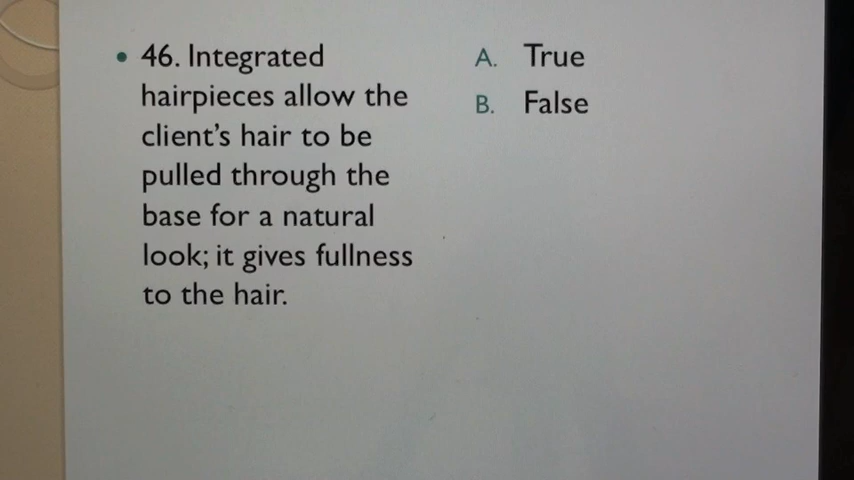 • 46. Integrated
hairpieces allow the
client's hair to be
pulled through the
base for a natural
look; it gives fullness
to the hair.
A. True
B. False